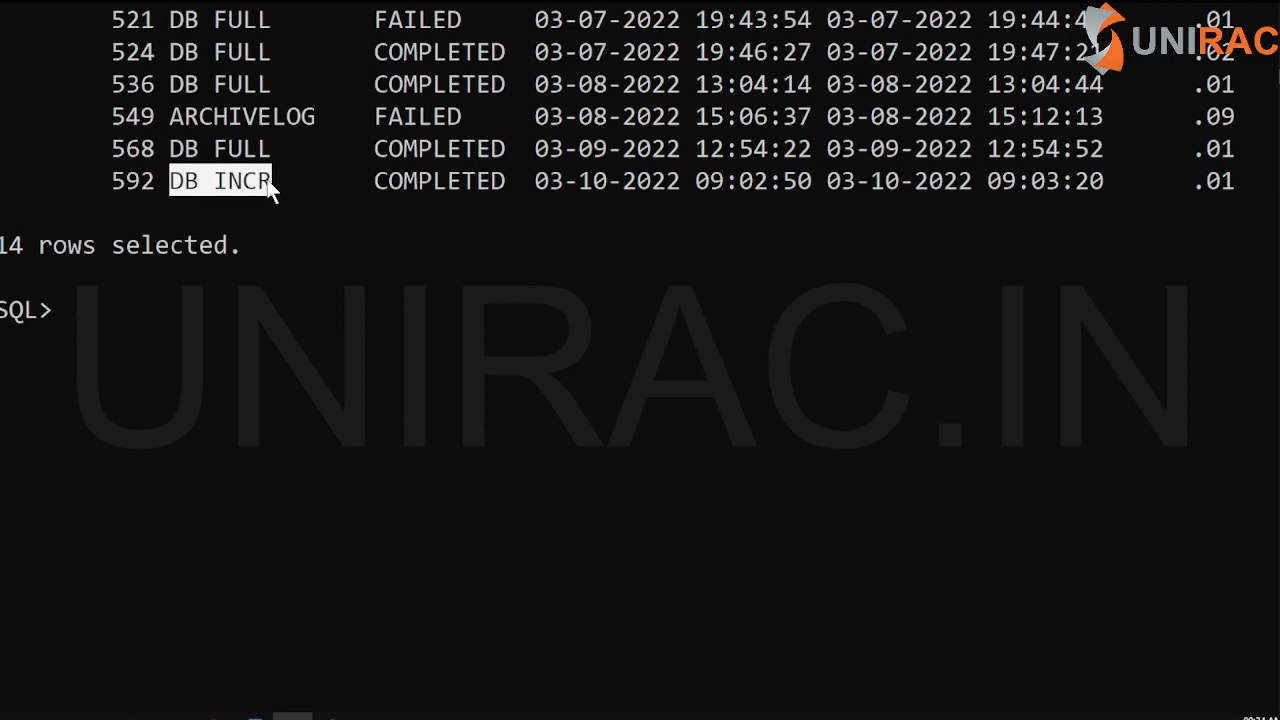 521 DB FULL FAILED 03-07-2022 19:43:54 03-07-2022 19:44:4 .01
524 DB FULL COMPLETED 03-07-2022 19:46:27 03-07-2022 19:47:21 .02
536 DB FULL COMPLETED 03-08-2022 13:04:14 03-08-2022 13:04:44 .01
549 ARCHIVELOG FAILED 03-08-2022 15:06:37 03-08-2022 15:12:13 .09
568 DB FULL COMPLETED 03-09-2022 12:54:22 03-09-2022 12:54:52 .01
592 DB INCR COMPLETED 03-10-2022 09:02:50 03-10-2022 09:03:20 .01
14 rows selected.
SQL>
UNIRAC
UNIRAC.IN